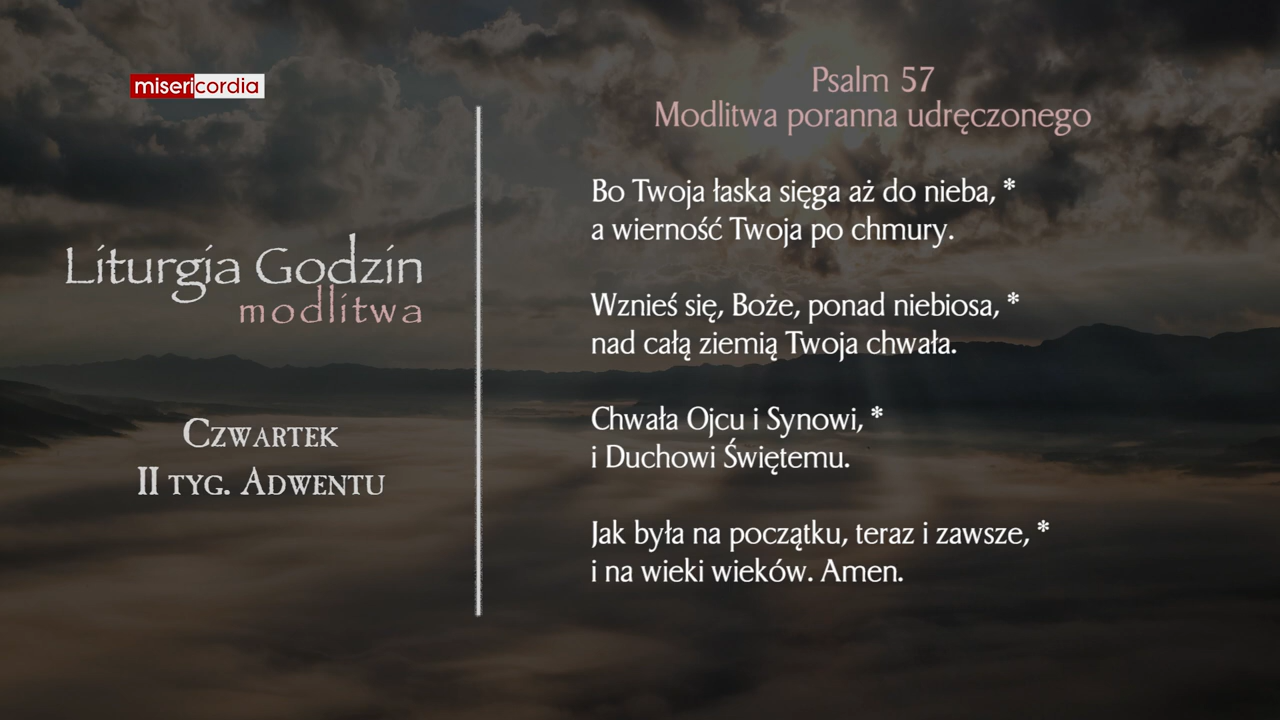 misericordia
Liturgia Godzin
modlitwa
Czwartek
II tyg. Adwentu
Psalm 57
Modlitwa poranna udręczonego
Bo Twoja łaska sięga aż do nieba, *
a wierność Twoja po chmury.
Wznieś się, Boże, ponad niebiosa, *
nad całą ziemią Twoja chwała.
Chwała Ojcu i Synowi, *
i Duchowi Świętemu.
Jak była na początku, teraz i zawsze, *
i na wieki wieków. Amen.